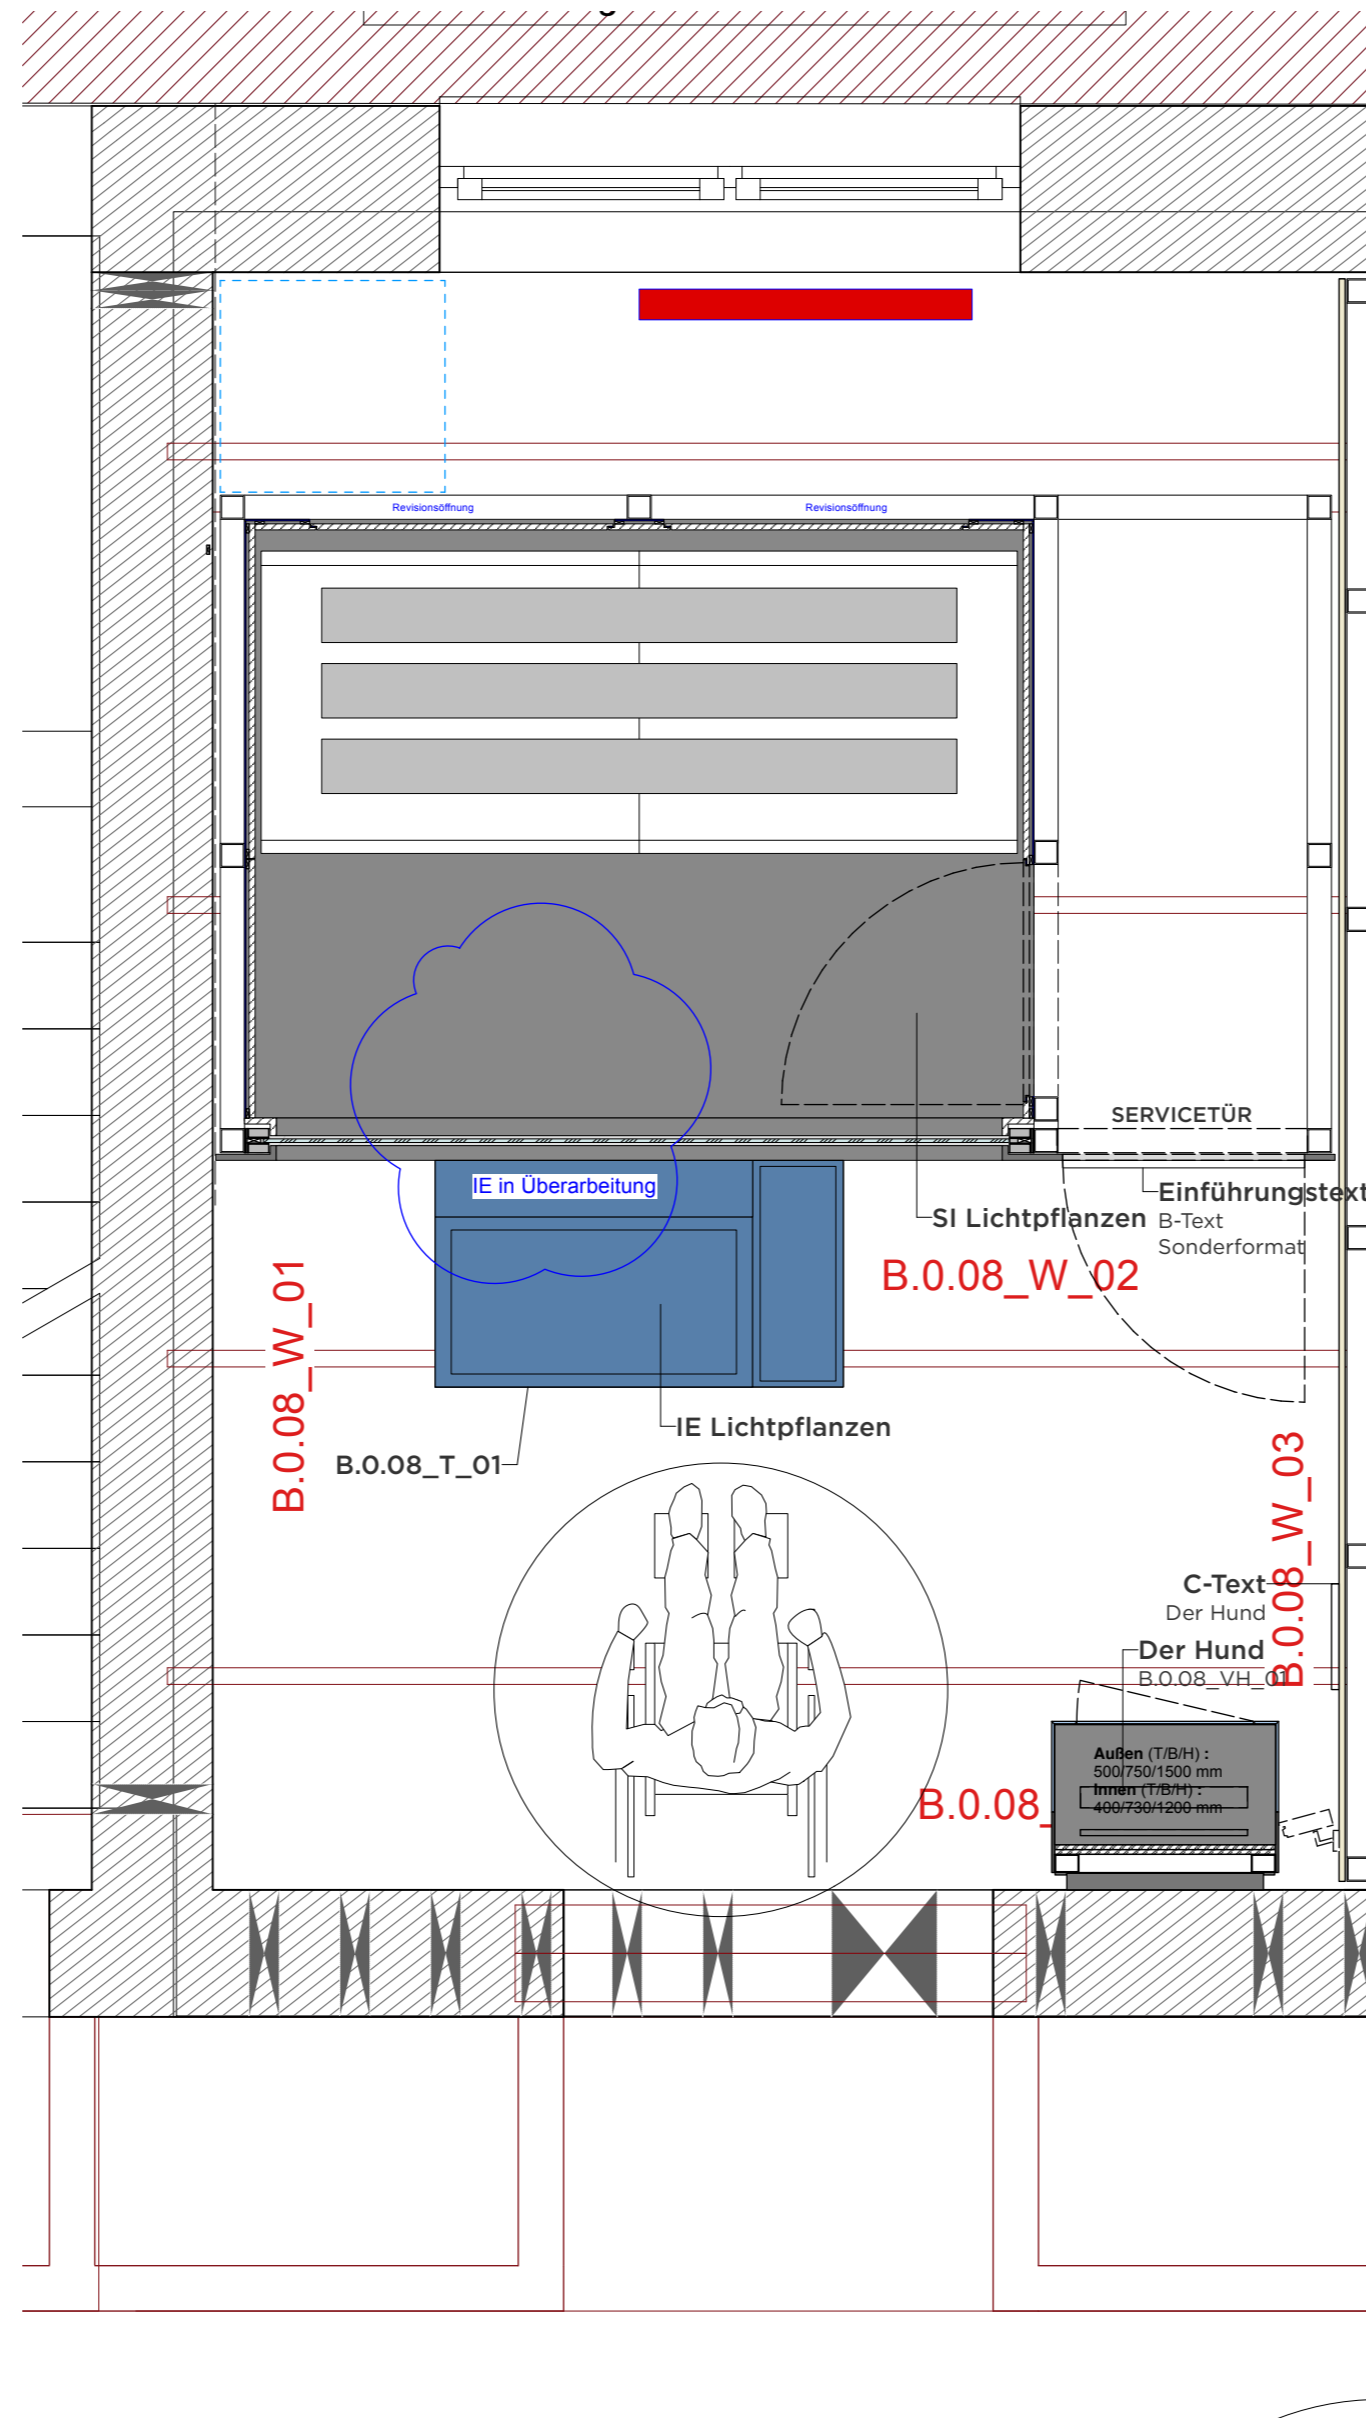 Revisionsöffnung
Revisionsöffnung
SERVICETÜR
IE in Überarbeitung
Einführungstext
B-Text
Sonderformat
SI Lichtpflanzen
B.0.08_W_02
B.0.08_W_01
IE Lichtpflanzen
B.0.08_T_01
B.0.08_W_03
C-Text
Der Hund
Der Hund
B.0.08_VH_01
Außen (T/B/H) :
500/750/1500 mm
Innen (T/B/H) :
400/730/1200 mm
B.0.08_